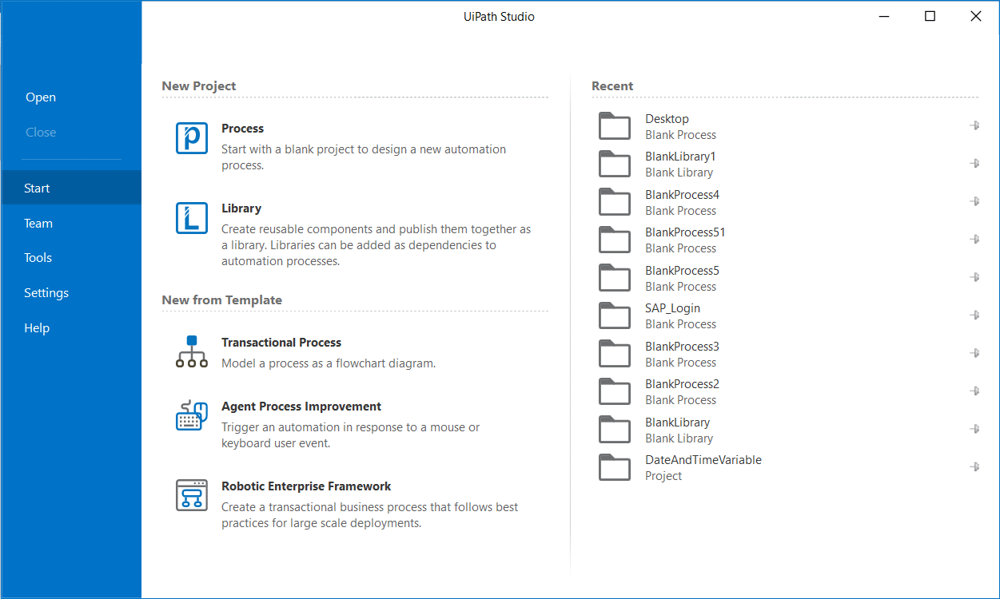 UiPath Studio
Open
Close
Start
Team
Tools
Settings
Help
New Project
Process
Start with a blank project to design a new automation
process.
Library
Create reusable components and publish them together as
a library. Libraries can be added as dependencies to
automation processes.
New from Template
Transactional Process
Model a process as a flowchart diagram.
Agent Process Improvement
Trigger an automation in response to a mouse or
keyboard user event.
Robotic Enterprise Framework
Create a transactional business process that follows best
practices for large scale deployments.
Recent
Desktop
Blank Process
BlankLibrary1
Blank Library
BlankProcess4
Blank Process
BlankProcess51
Blank Process
BlankProcess5
Blank Process
SAP_Login
Blank Process
BlankProcess3
Blank Process
BlankProcess2
Blank Process
BlankLibrary
Blank Library
DateAndTimeVariable
Project